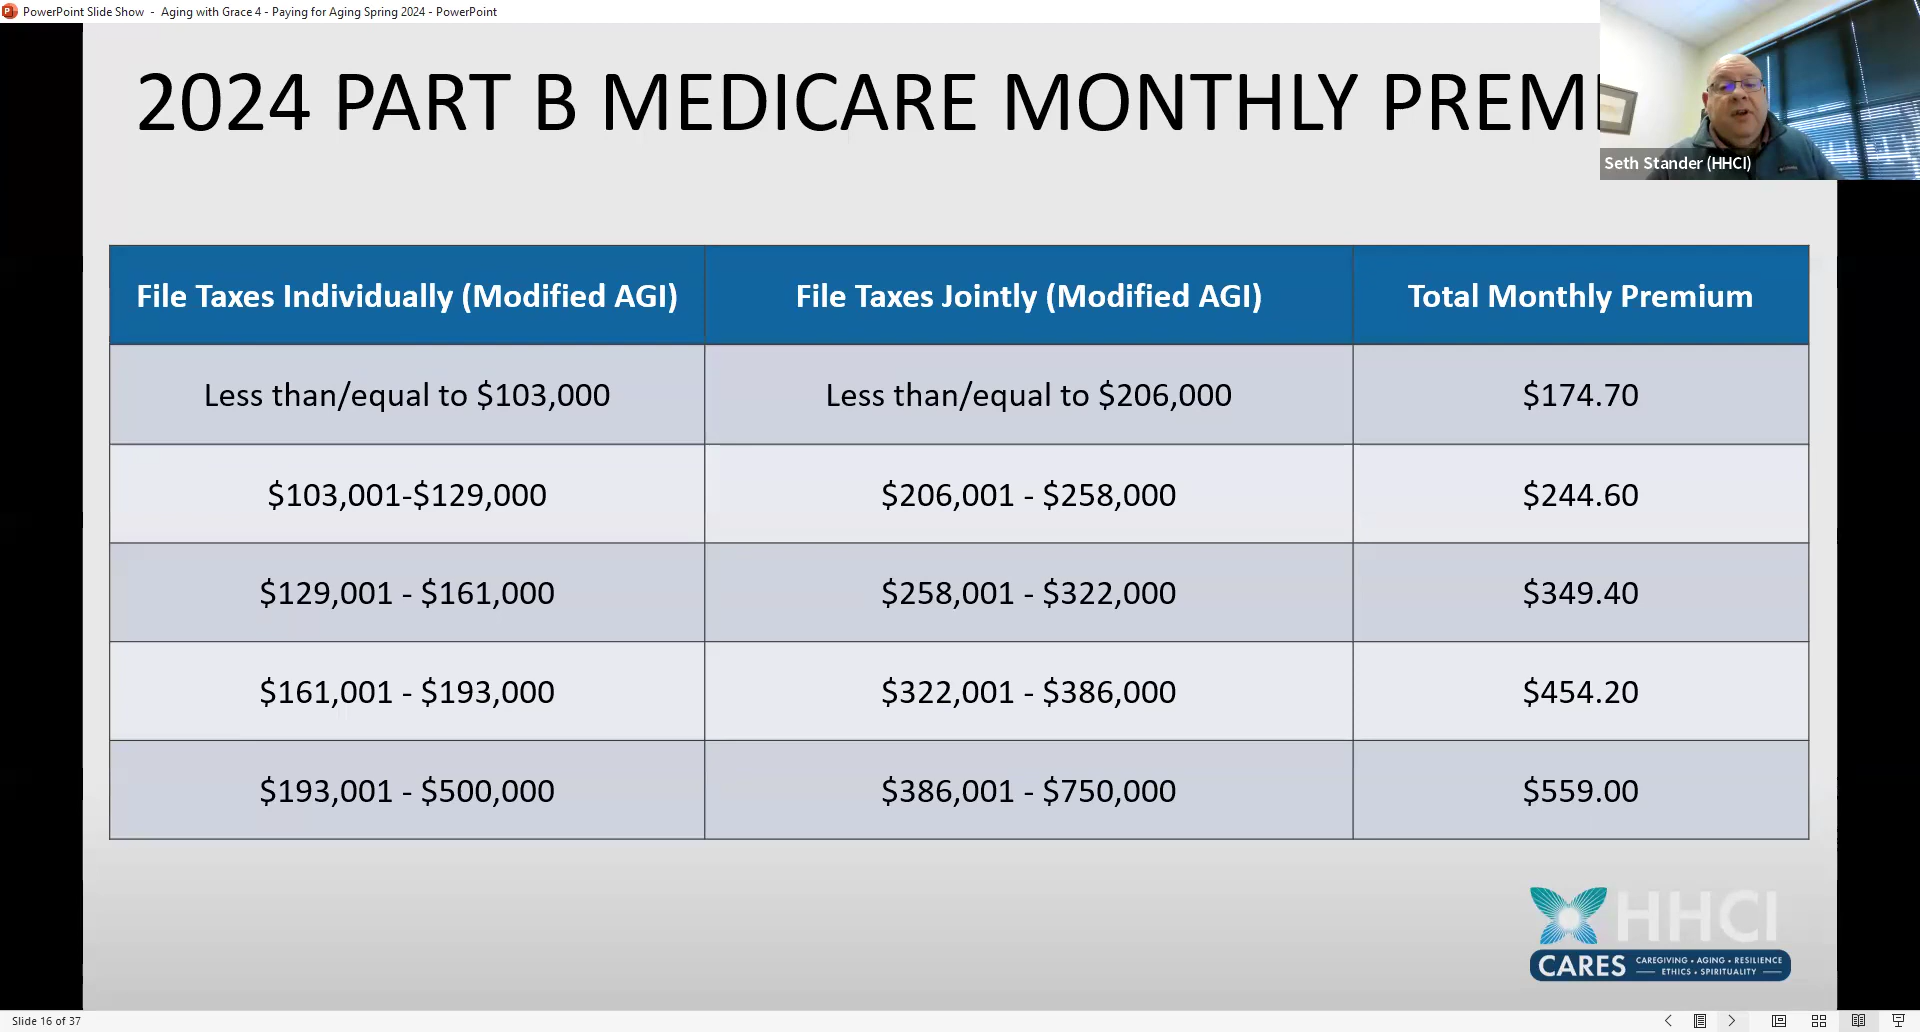 PowerPoint Slide Show - Aging with Grace 4 - Paying for Aging Spring 2024 - PowerPoint
2024 PART B MEDICARE MONTHLY PREM
Seth Stander (HHCI)
File Taxes Individually (Modified AGI) File Taxes Jointly (Modified AGI) Total Monthly Premium
Less than/equal to $103,000 Less than/equal to $206,000 $174.70
$103,001-$129,000 $206,001 - $258,000 $244.60
$129,001 - $161,000 $258,001 - $322,000 $349.40
$161,001 - $193,000 $322,001 - $386,000 $454.20
$193,001 - $500,000 $386,001 - $750,000 $559.00
HHCI
CARES CAREGIVING • AGING • RESILIENCE
ETHICS • SPIRITUALITY
Slide 16 of 37